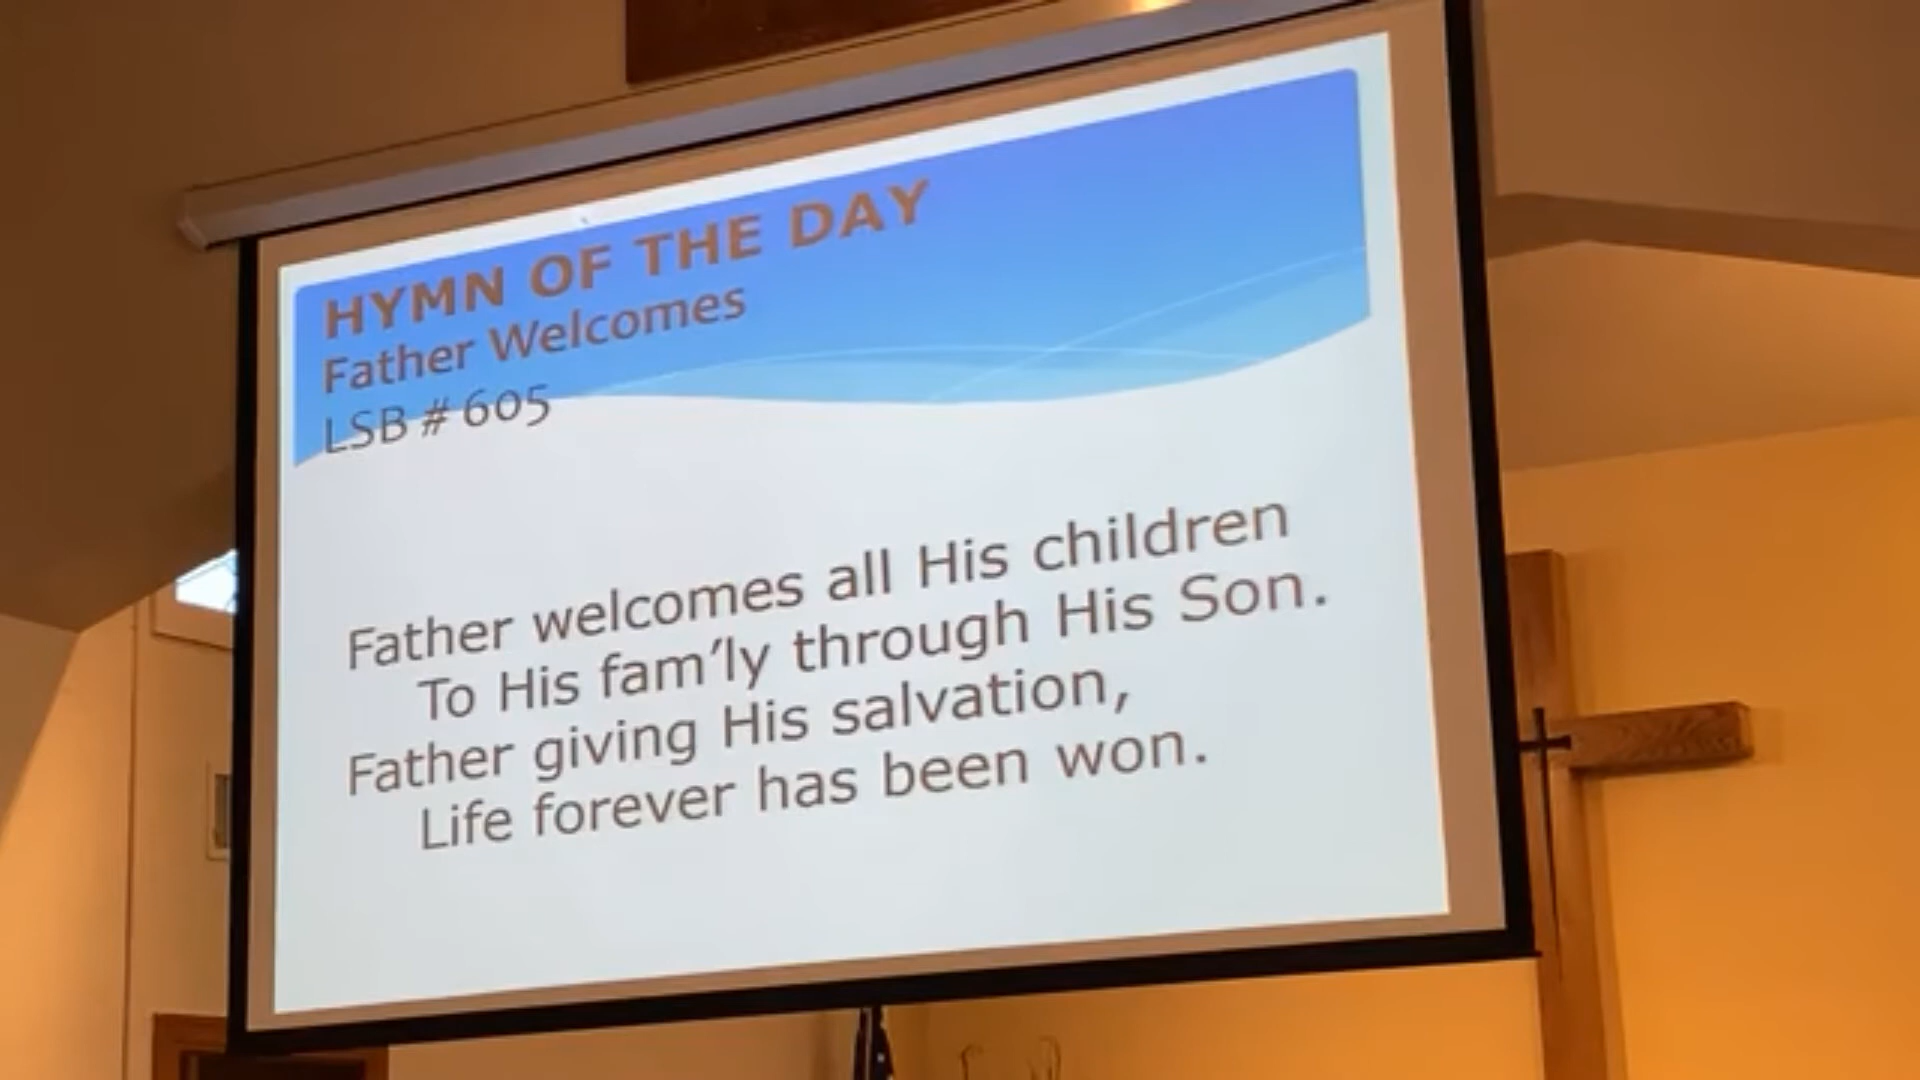 HYMN OF THE DAY
Father Welcomes
LSB # 605
Father welcomes all His children
To His fam’ly through His Son.
Father giving His salvation,
Life forever has been won.